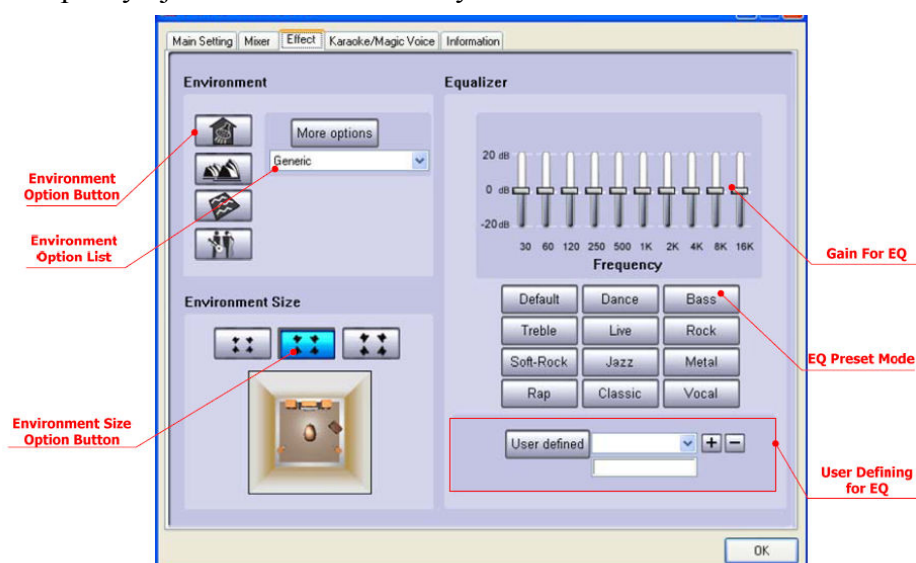 Main Setting Mixer Effect Karaoke/Magic Voice Information
Environment
More options
Generic
Environment
Option Button
Environment
Option List
Environment Size
Environment Size
Option Button
Equalizer
20 dB
0 dB
-20dB
30 60 120 250 500 1K 2K 4K 8K 16K
Frequency
Gain For EQ
Default Dance Bass
Treble Live Rock
Soft-Rock Jazz Metal
Rap Classic Vocal
EQ Preset Mode
User defined
User Defining
for EQ
OK